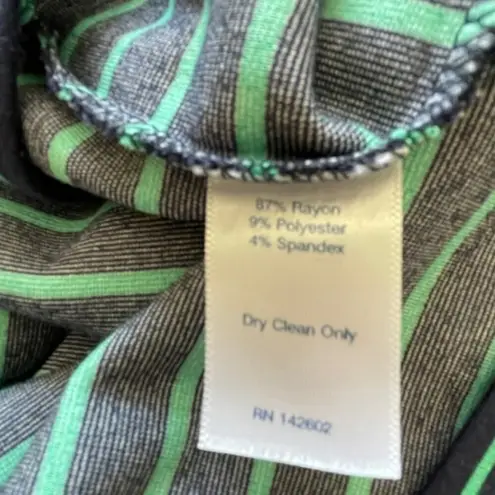 87% Rayon
9% Polyester
4% Spandex
Dry Clean Only
RN 142602